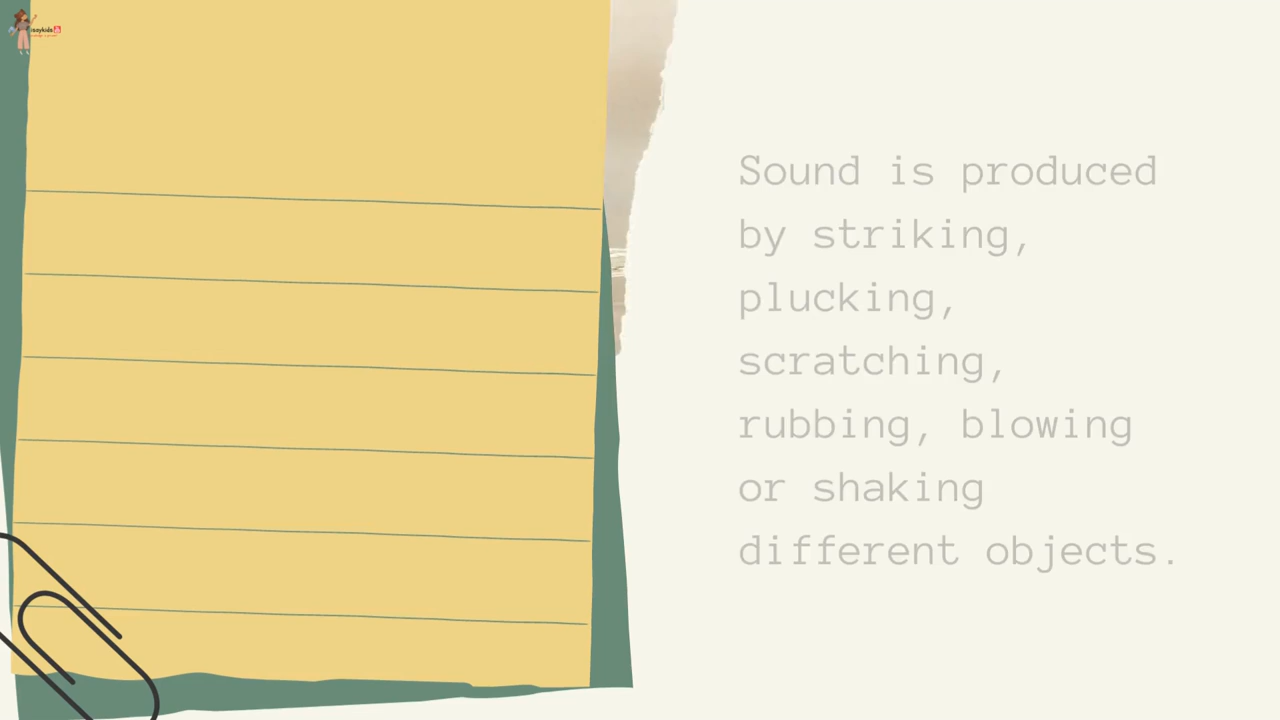 Sound is produced
by striking,
plucking,
scratching,
rubbing, blowing
or shaking
different objects.